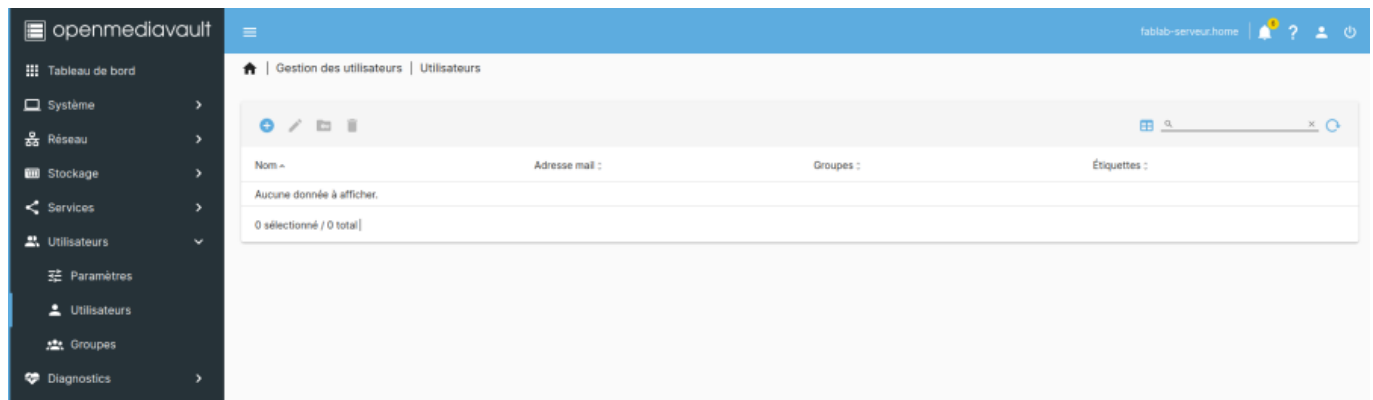 openmediavault
fablab-serveur.home
Tableau de bord
Gestion des utilisateurs | Utilisateurs
Système
Réseau
Stockage
Services
Utilisateurs
Paramètres
Utilisateurs
Groupes
Diagnostics
Nom
Adresse mail
Groupes
Étiquettes
Aucune donnée à afficher.
0 sélectionné / 0 total